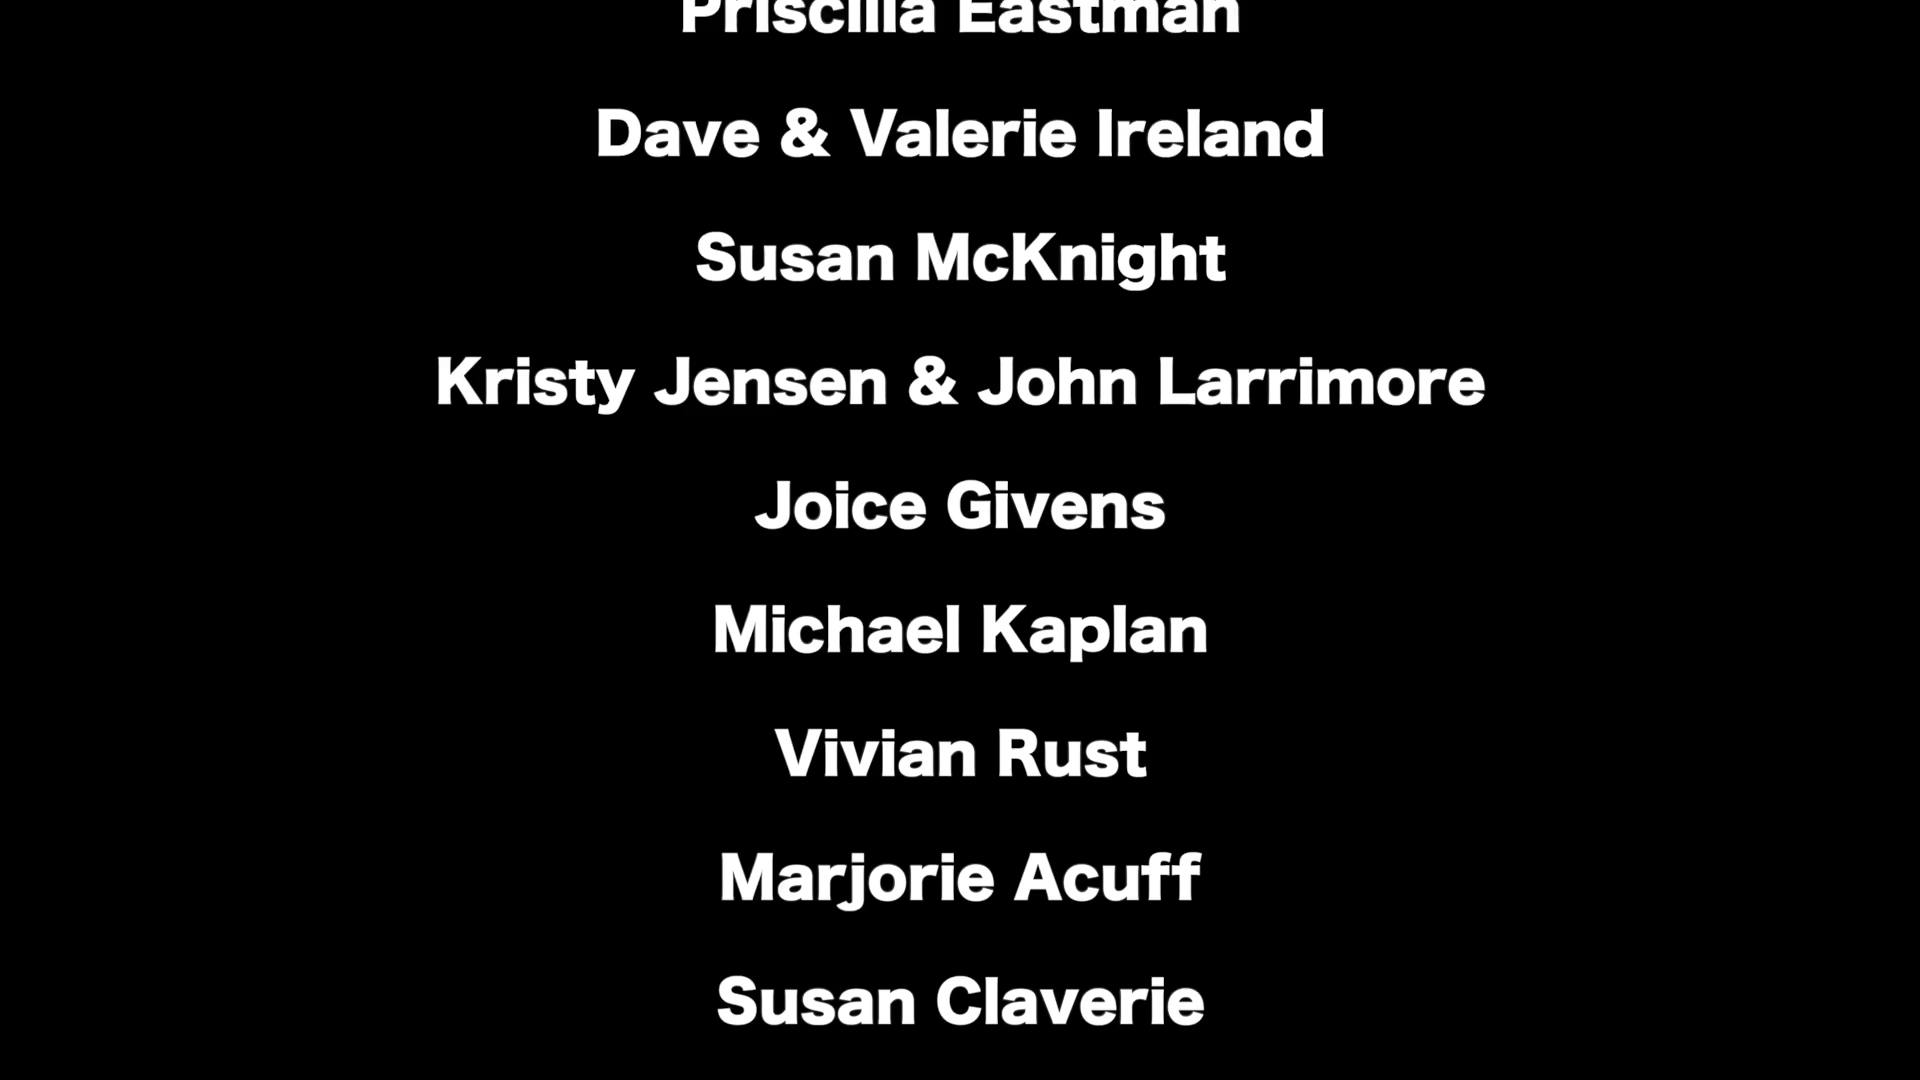 Priscilla Eastman
Dave & Valerie Ireland
Susan McKnight
Kristy Jensen & John Larrimore
Joice Givens
Michael Kaplan
Vivian Rust
Marjorie Acuff
Susan Claverie